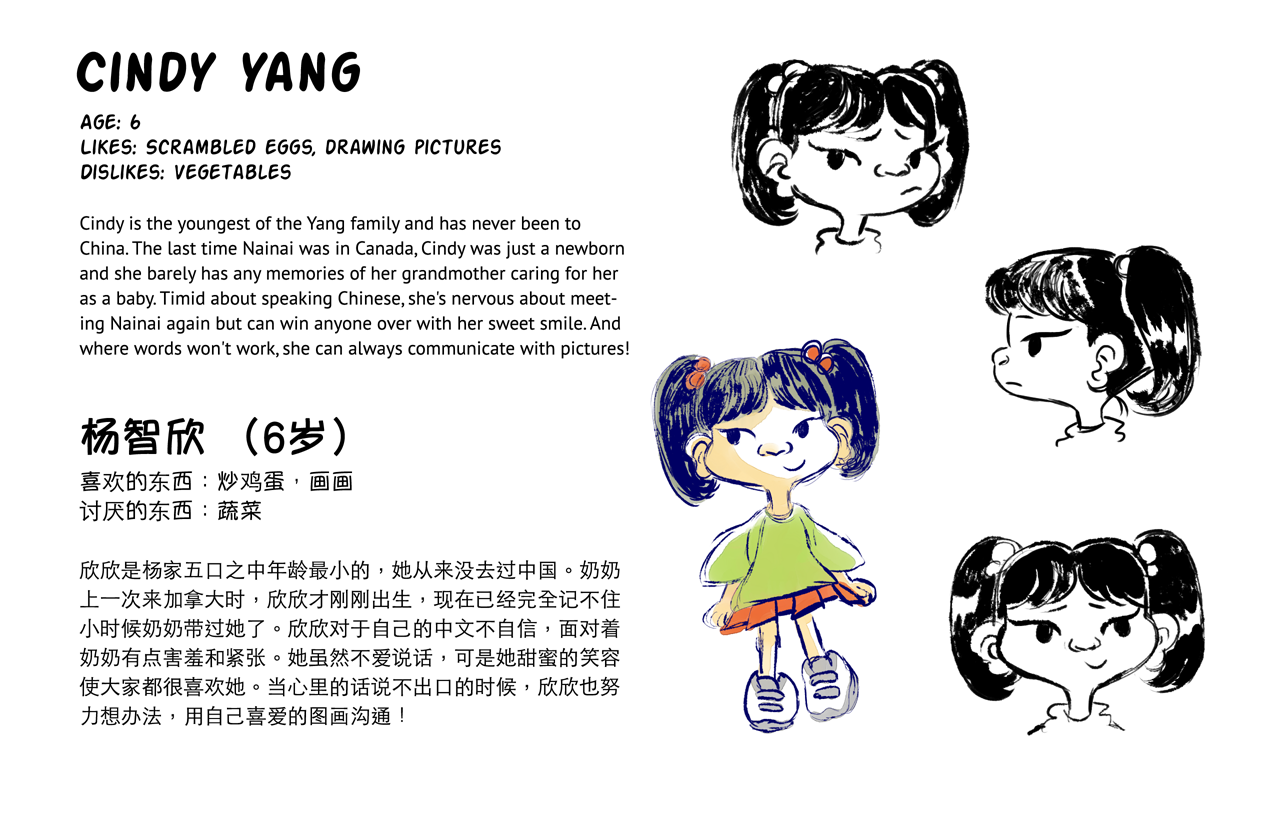 CINDY YANG
AGE: 6
LIKES: SCRAMBLED EGGS, DRAWING PICTURES
DISLIKES: VEGETABLES
Cindy is the youngest of the Yang family and has never been to
China. The last time Nainai was in Canada, Cindy was just a newborn
and she barely has any memories of her grandmother caring for her
as a baby. Timid about speaking Chinese, she's nervous about meet-
ing Nainai again but can win anyone over with her sweet smile. And
where words won't work, she can always communicate with pictures!
杨智欣 （6岁）
喜欢的东西：炒鸡蛋，画画
讨厌的东西：蔬菜
欣欣是杨家五口之中年龄最小的，她从来没去过中国。奶奶
上一次来加拿大时，欣欣才刚刚出生，现在已经完全记不住
小时候奶奶带过她了。欣欣对于自己的中文不自信，面对着
奶奶有点害羞和紧张。她虽然不爱说话，可是她甜蜜的笑容
使大家都很喜欢她。当心里的话说不出口的时候，欣欣也努
力想办法，用自己喜爱的图画沟通！